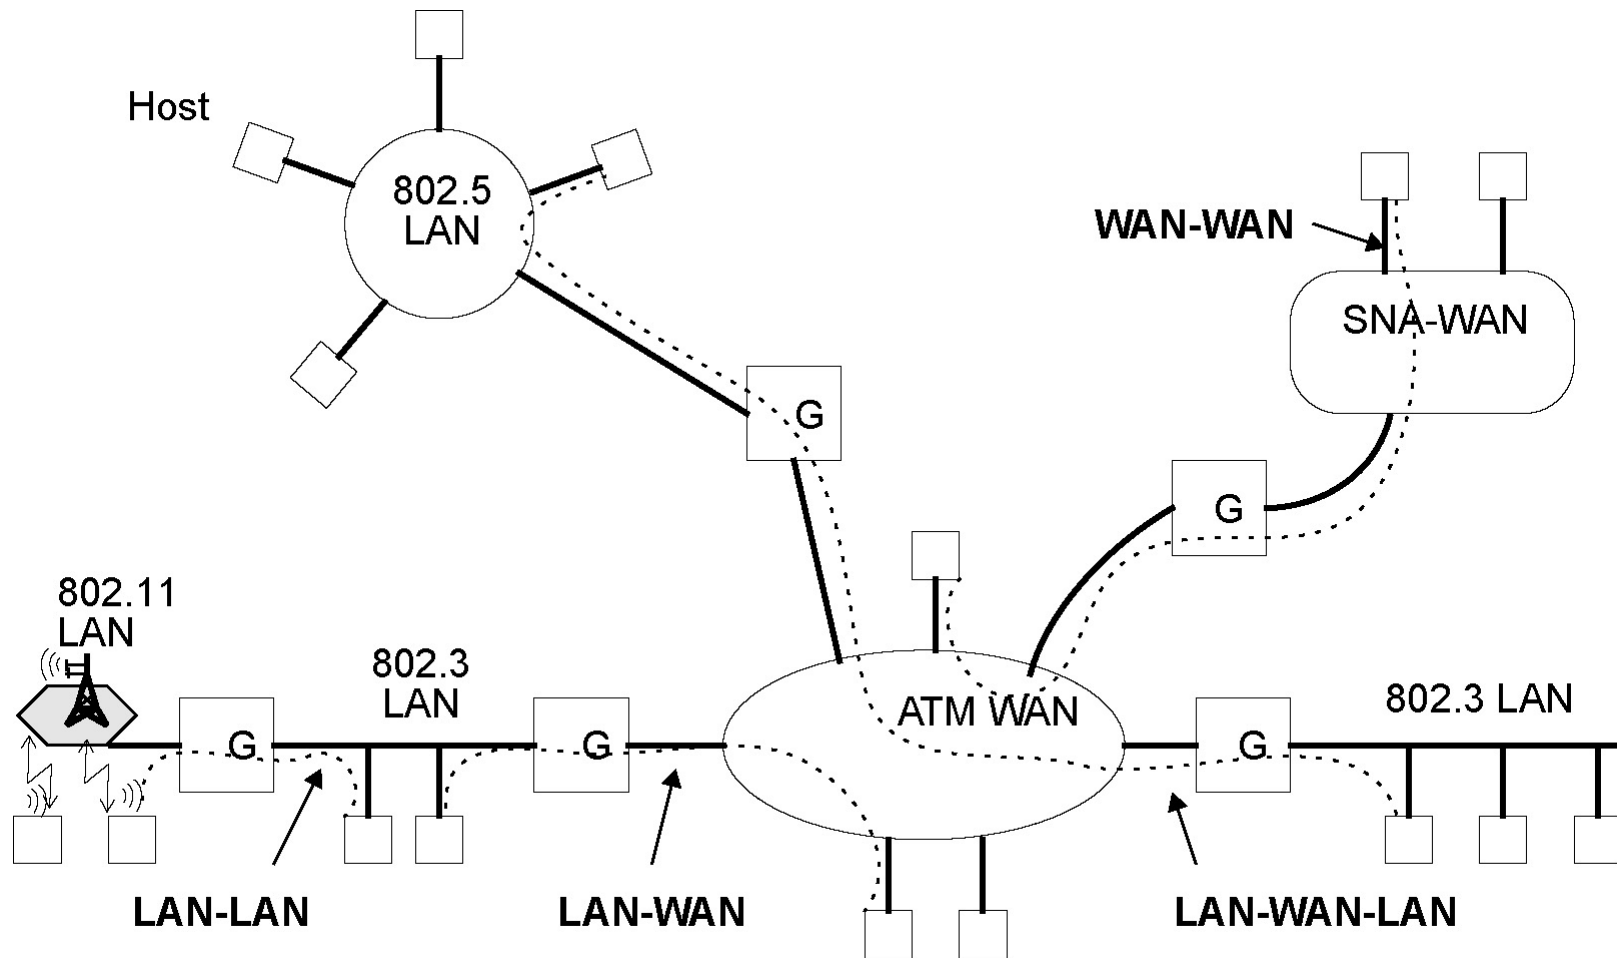 Host
802.5
LAN
WAN-WAN
SNA-WAN
G
G
802.11
LAN
802.3
LAN
ATM WAN
802.3 LAN
G
G
G
LAN-LAN
LAN-WAN
LAN-WAN-LAN